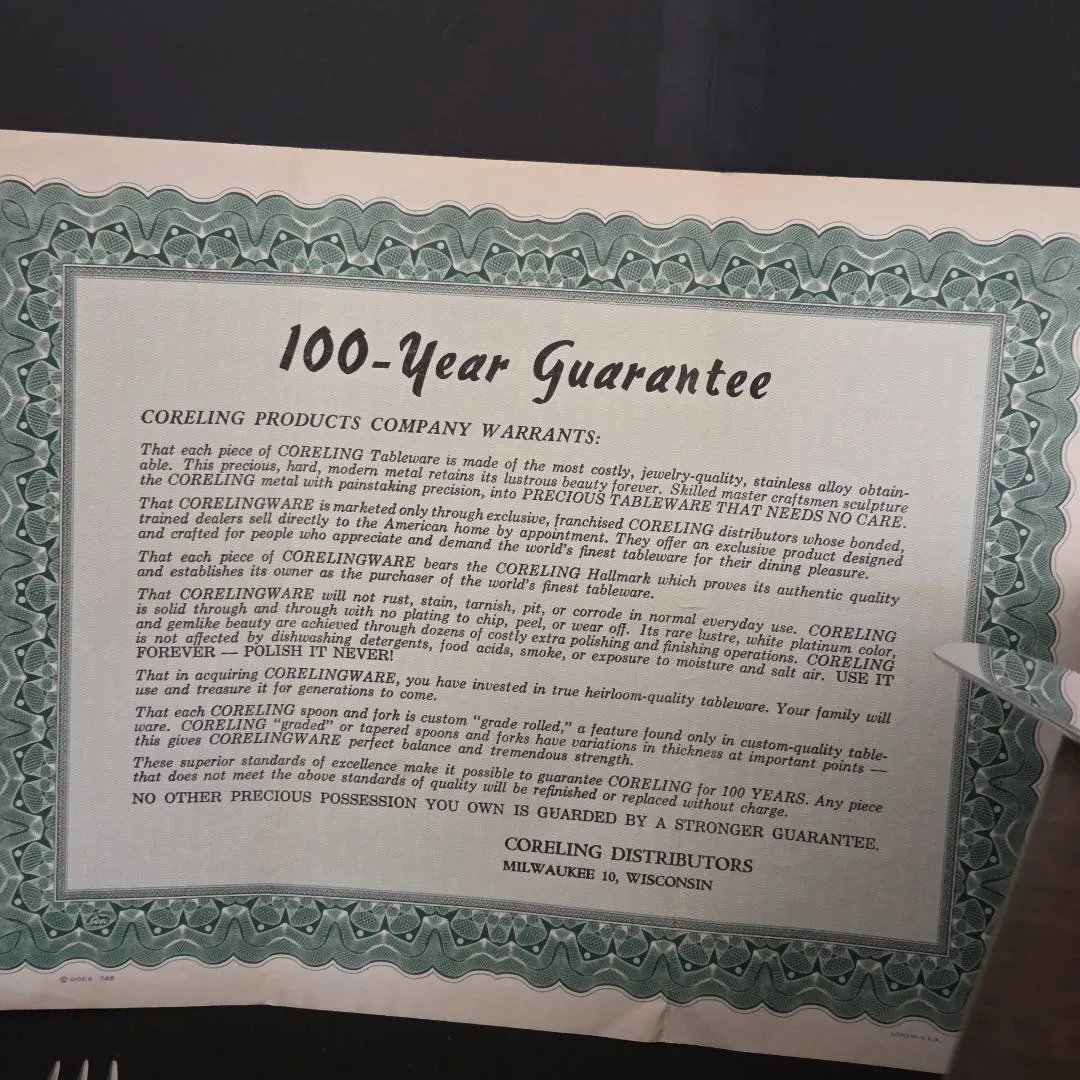 100-Year Guarantee
CORELING PRODUCTS COMPANY WARRANTS:
That each piece of CORELING Tableware is made of the most costly, jewelry-quality, stainless alloy obtain-
able. This precious, hard, modern metal retains its lustrous beauty forever. Skilled master craftsmen sculpture
the CORELING metal with painstaking precision, into PRECIOUS TABLEWARE THAT NEEDS NO CARE.
That CORELINGWARE is marketed only through exclusive, franchised CORELING distributors whose bonded,
trained dealers sell directly to the American home by appointment. They offer an exclusive product designed
and crafted for people who appreciate and demand the world's finest tableware for their dining pleasure.
That each piece of CORELINGWARE bears the CORELING Hallmark which proves its authentic quality
and establishes its owner as the purchaser of the world's finest tableware.
That CORELINGWARE will not rust, stain, tarnish, pit, or corrode in normal everyday use. CORELING
is solid through and through with no plating to chip, peel, or wear off. Its rare lustre, white platinum color,
and gemlike beauty are achieved through dozens of costly extra polishing and finishing operations. CORELING
is not affected by dishwashing detergents, food acids, smoke, or exposure to moisture and salt air. USE IT
FOREVER — POLISH IT NEVER!
That in acquiring CORELINGWARE, you have invested in true heirloom-quality tableware. Your family will
use and treasure it for generations to come.
That each CORELING spoon and fork is custom "grade rolled," a feature found only in custom-quality table-
ware. CORELING "graded" or tapered spoons and forks have variations in thickness at important points —
this gives CORELINGWARE perfect balance and tremendous strength.
These superior standards of excellence make it possible to guarantee CORELING for 100 YEARS. Any piece
that does not meet the above standards of quality will be refinished or replaced without charge.
NO OTHER PRECIOUS POSSESSION YOU OWN IS GUARDED BY A STRONGER GUARANTEE.
CORELING DISTRIBUTORS
MILWAUKEE 10, WISCONSIN
© GOES 745
LITHO IN U.S.A.